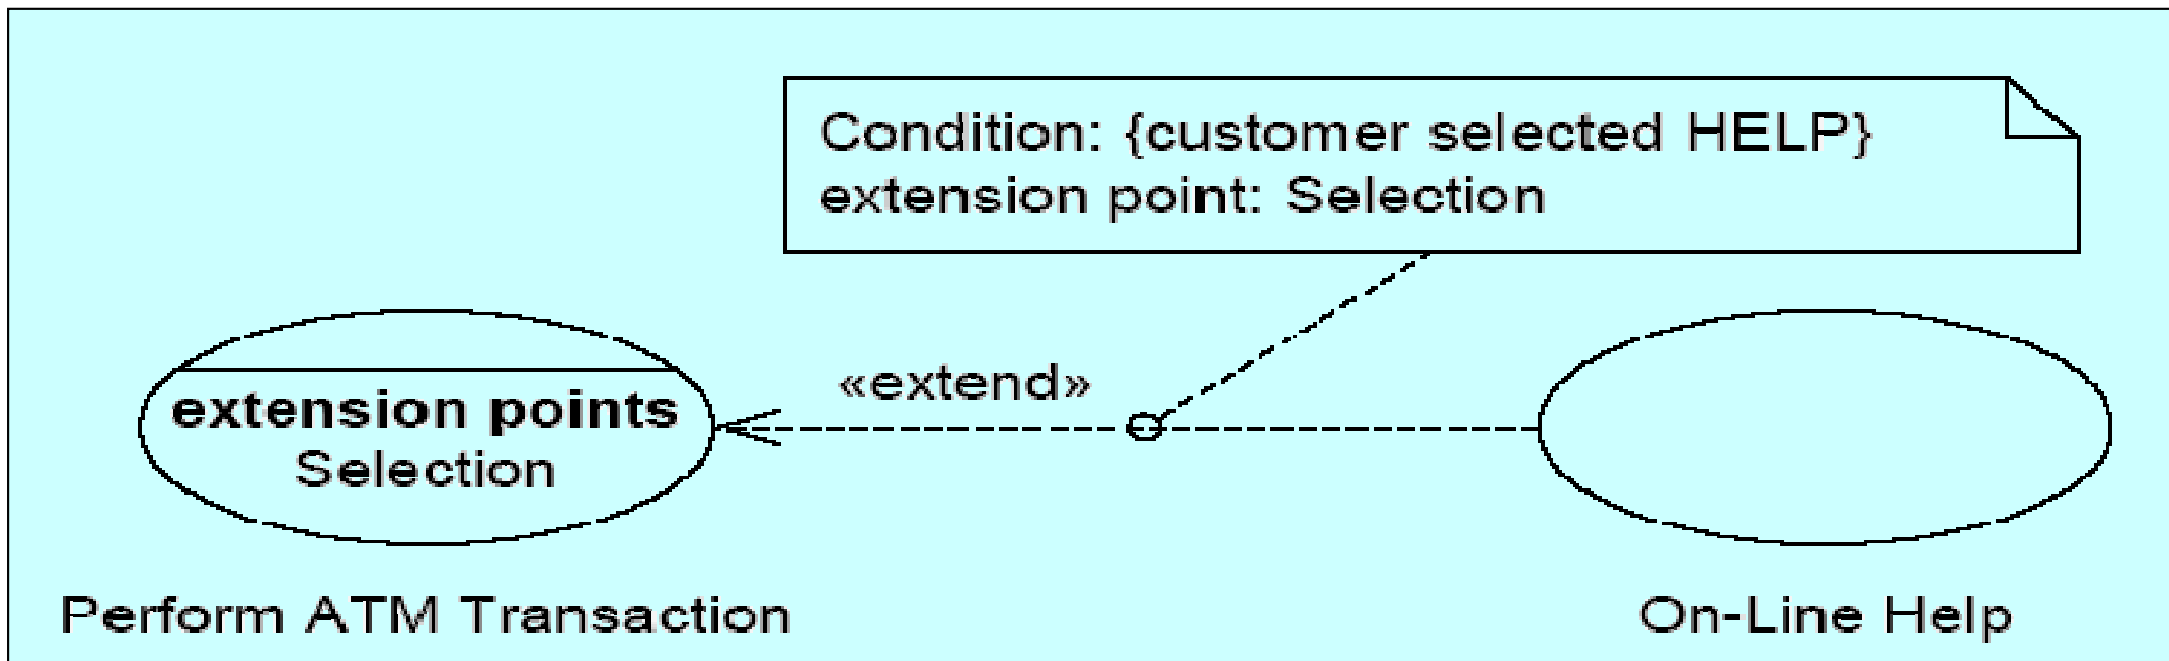 Condition: {customer selected HELP}
extension point: Selection
«extend»
extension points
Selection
Perform ATM Transaction
On-Line Help